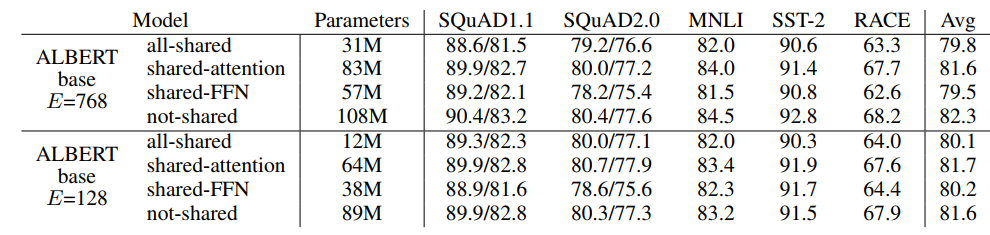 Model Parameters SQuAD1.1 SQuAD2.0 MNLI SST-2 RACE Avg
ALBERT base E=768
all-shared 31M 88.6/81.5 79.2/76.6 82.0 90.6 63.3 79.8
shared-attention 83M 89.9/82.7 80.0/77.2 84.0 91.4 67.7 81.6
shared-FFN 57M 89.2/82.1 78.2/75.4 81.5 90.8 62.6 79.5
not-shared 108M 90.4/83.2 80.4/77.6 84.5 92.8 68.2 82.3
ALBERT base E=128
all-shared 12M 89.3/82.3 80.0/77.1 82.0 90.3 64.0 80.1
shared-attention 64M 89.9/82.8 80.7/77.9 83.4 91.9 67.6 81.7
shared-FFN 38M 88.9/81.6 78.6/75.6 82.3 91.7 64.4 80.2
not-shared 89M 89.9/82.8 80.3/77.3 83.2 91.5 67.9 81.6